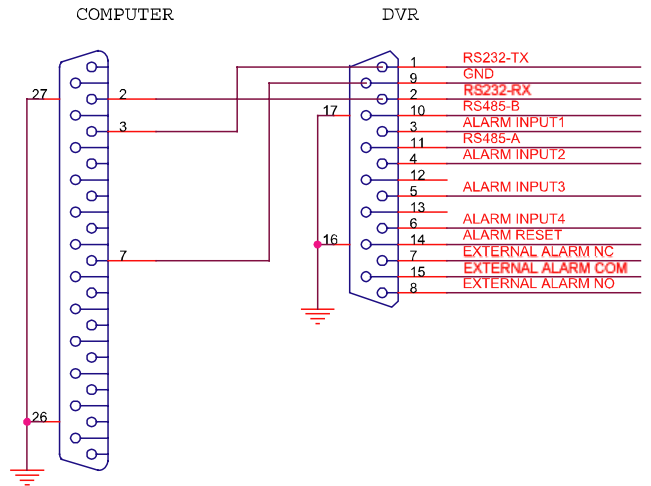 COMPUTER DVR
1 RS232-TX
9 GND
27 2 2 RS232-RX
17 10 RS485-B
3 3 ALARM INPUT1
11 RS485-A
4 ALARM INPUT2
12
5 ALARM INPUT3
13
6 ALARM INPUT4
16 14 ALARM RESET
7 7 EXTERNAL ALARM NC
15 EXTERNAL ALARM COM
8 EXTERNAL ALARM NO
26